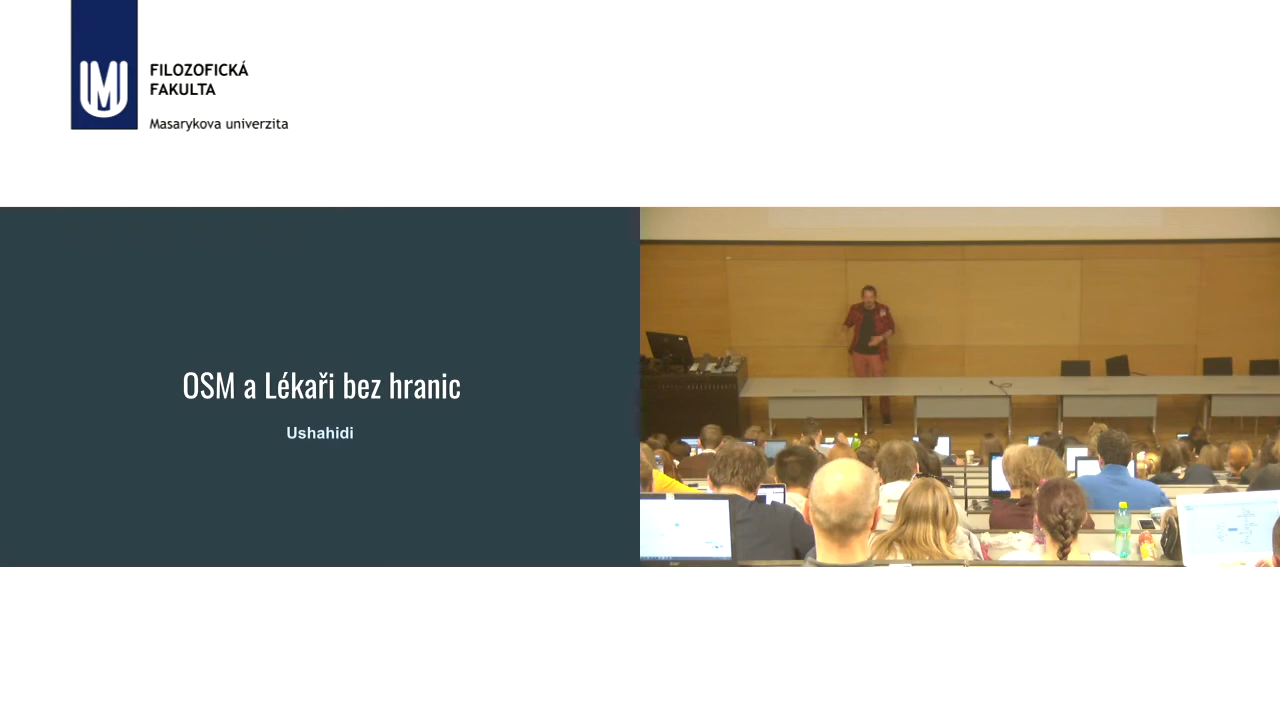 FILOZOFICKÁ
FAKULTA
Masarykova univerzita
OSM a Lékaři bez hranic
Ushahidi